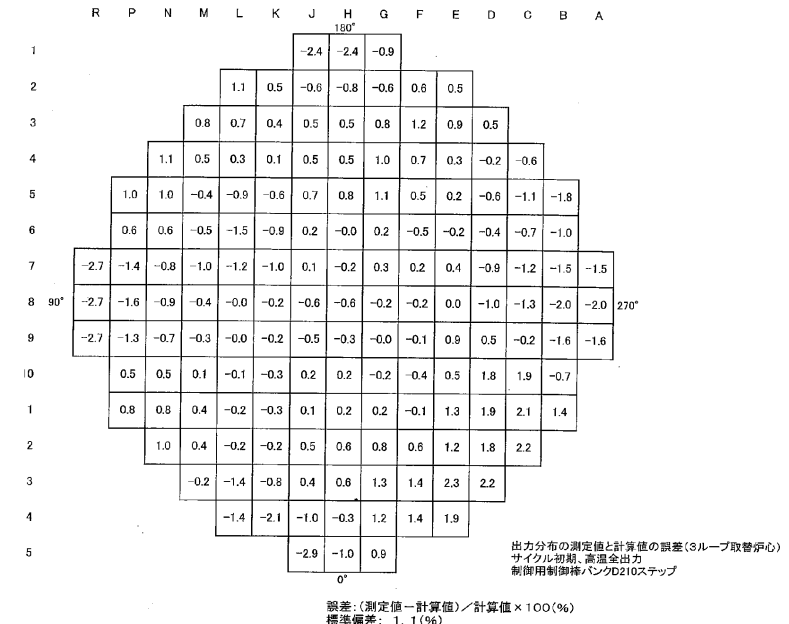 R P N M L K J H G F E D C B A
180°
1 -2.4 -2.4 -0.9
2 1.1 0.5 -0.6 -0.8 -0.6 0.6 0.5
3 0.8 0.7 0.4 0.5 0.5 0.8 1.2 0.9 0.5
4 1.1 0.5 0.3 0.1 0.5 0.5 1.0 0.7 0.3 -0.2 -0.6
5 1.0 1.0 -0.4 -0.9 -0.6 0.7 0.8 1.1 0.5 0.2 -0.6 -1.1 -1.8
6 0.6 0.6 -0.5 -1.5 -0.9 0.2 -0.0 0.2 -0.5 -0.2 -0.4 -0.7 -1.0
7 -2.7 -1.4 -0.8 -1.0 -1.2 -1.0 0.1 -0.2 0.3 0.2 0.4 -0.9 -1.2 -1.5 -1.5
8 90° -2.7 -1.6 -0.9 -0.4 -0.0 -0.2 -0.6 -0.6 -0.2 -0.2 0.0 -1.0 -1.3 -2.0 -2.0 270°
9 -2.7 -1.3 -0.7 -0.3 -0.0 -0.2 -0.5 -0.3 -0.0 -0.1 0.9 0.5 -0.2 -1.6 -1.6
10 0.5 0.5 0.1 -0.1 -0.3 0.2 0.2 -0.2 -0.4 0.5 1.8 1.9 -0.7
1 0.8 0.8 0.4 -0.2 -0.3 0.1 0.2 0.2 -0.1 1.3 1.9 2.1 1.4
2 1.0 0.4 -0.2 -0.2 0.5 0.6 0.8 0.6 1.2 1.8 2.2
3 -0.2 -1.4 -0.8 0.4 0.6 1.3 1.4 2.3 2.2
4 -1.4 -2.1 -1.0 -0.3 1.2 1.4 1.9
5 -2.9 -1.0 0.9
0°
出力分布の測定値と計算値の誤差(3ループ取替炉心)
サイクル初期、高温全出力
制御用制御棒バンクD210ステップ
誤差:(測定値-計算値)/計算値×100(%)
標準偏差: 1. 1(%)